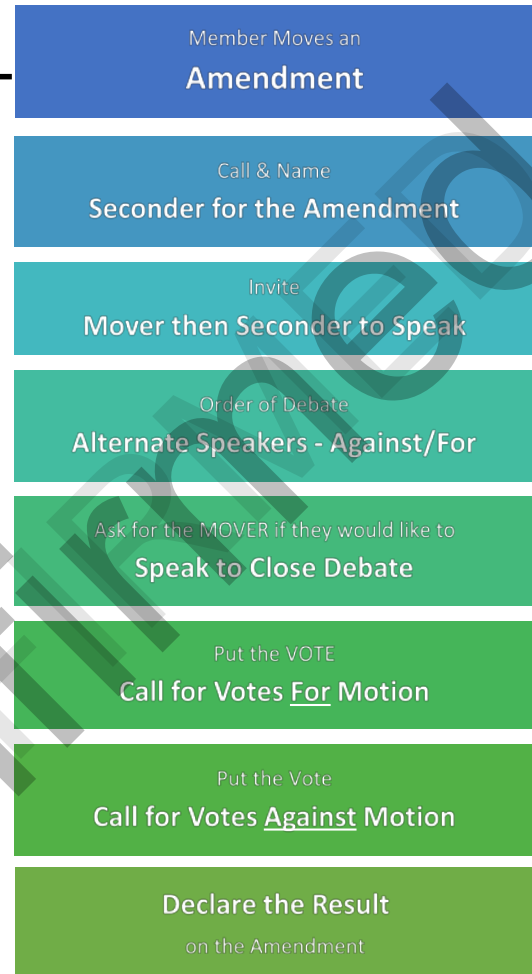 Member Moves an
Amendment
Call & Name
Seconder for the Amendment
Invite
Mover then Seconder to Speak
Order of Debate
Alternate Speakers - Against/For
Ask for the MOVER if they would like to
Speak to Close Debate
Put the VOTE
Call for Votes For Motion
Put the Vote
Call for Votes Against Motion
Declare the Result
on the Amendment